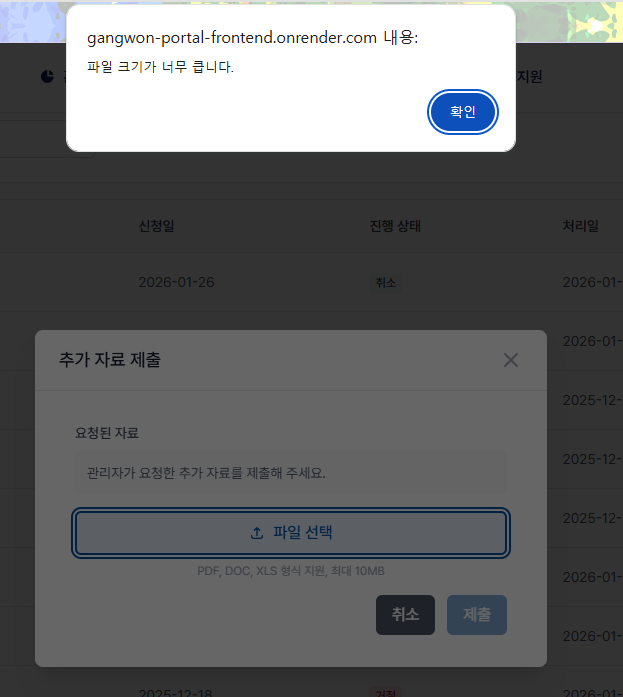 gangwon-portal-frontend.onrender.com 내용:
파일 크기가 너무 큽니다.
확인
지원
신청일 진행 상태 처리일
2026-01-26 취소 2026-01-
2026-01-
2025-12-
2025-12-
2025-12-
2026-01-
2026-01-
추가 자료 제출
요청된 자료
관리자가 요청한 추가 자료를 제출해 주세요.
파일 선택
PDF, DOC, XLS 형식 지원, 최대 10MB
취소 제출
2025-12-18 거절 2026-01-